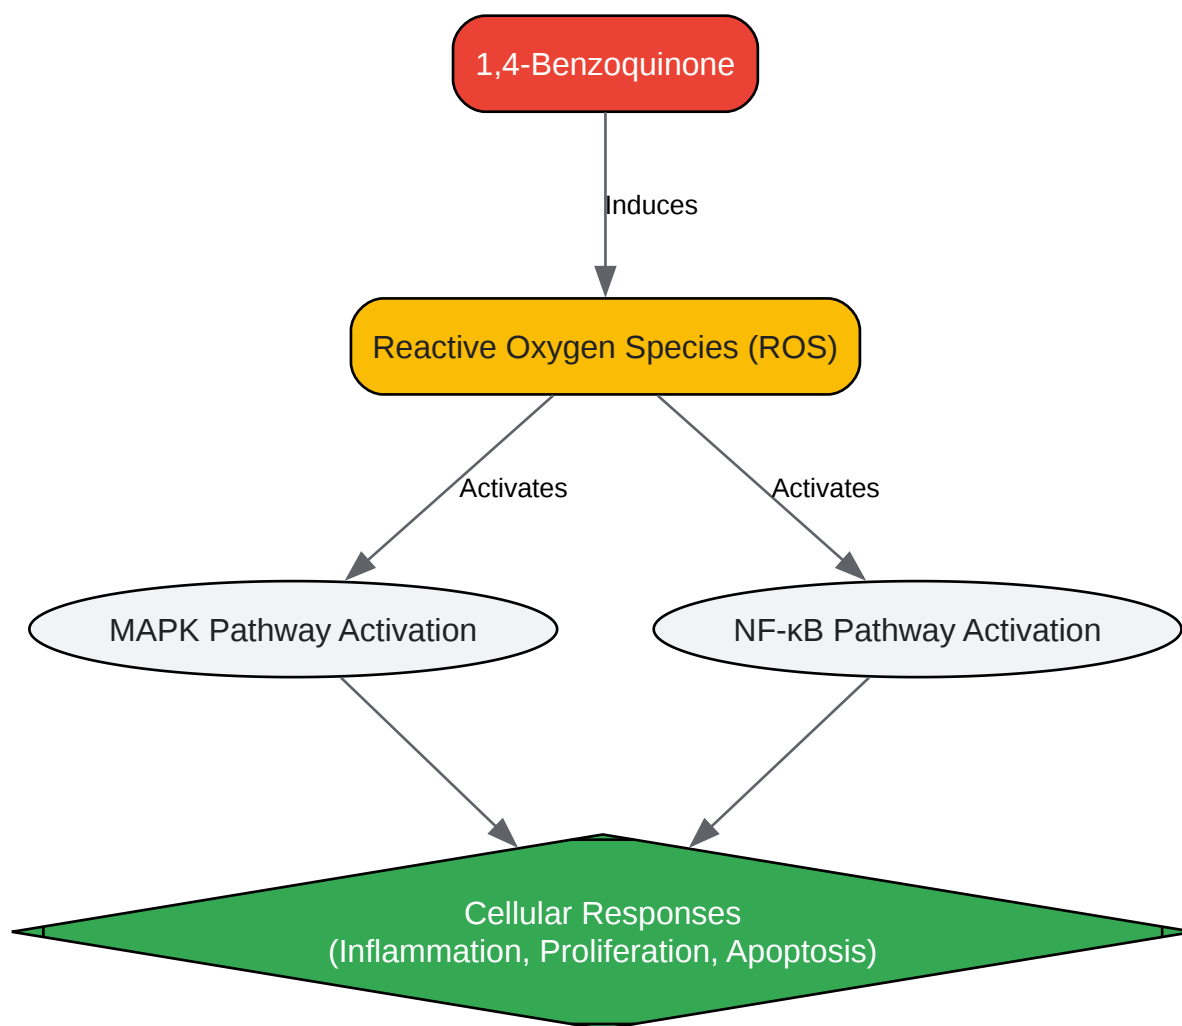 1,4-Benzoquinone
Induces
Reactive Oxygen Species (ROS)
Activates
Activates
MAPK Pathway Activation
NF-κB Pathway Activation
Cellular Responses
(Inflammation, Proliferation, Apoptosis)